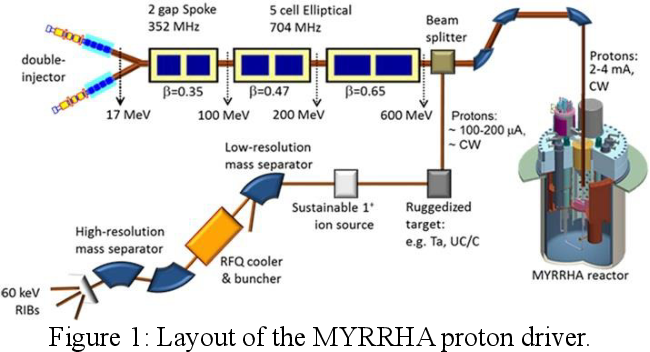 2 gap Spoke
352 MHz
5 cell Elliptical
704 MHz
Beam
splitter
double-
injector
β=0.35
β=0.47
β=0.65
17 MeV
100 MeV
200 MeV
600 MeV
Protons:
2-4 mA,
CW
Protons:
~ 100-200 µA,
~ CW
Low-resolution
mass separator
Sustainable 1⁺
ion source
Ruggedized
target:
e.g. Ta, UC/C
High-resolution
mass separator
RFQ cooler
& buncher
60 keV
RIBs
MYRRHA reactor
Figure 1: Layout of the MYRRHA proton driver.